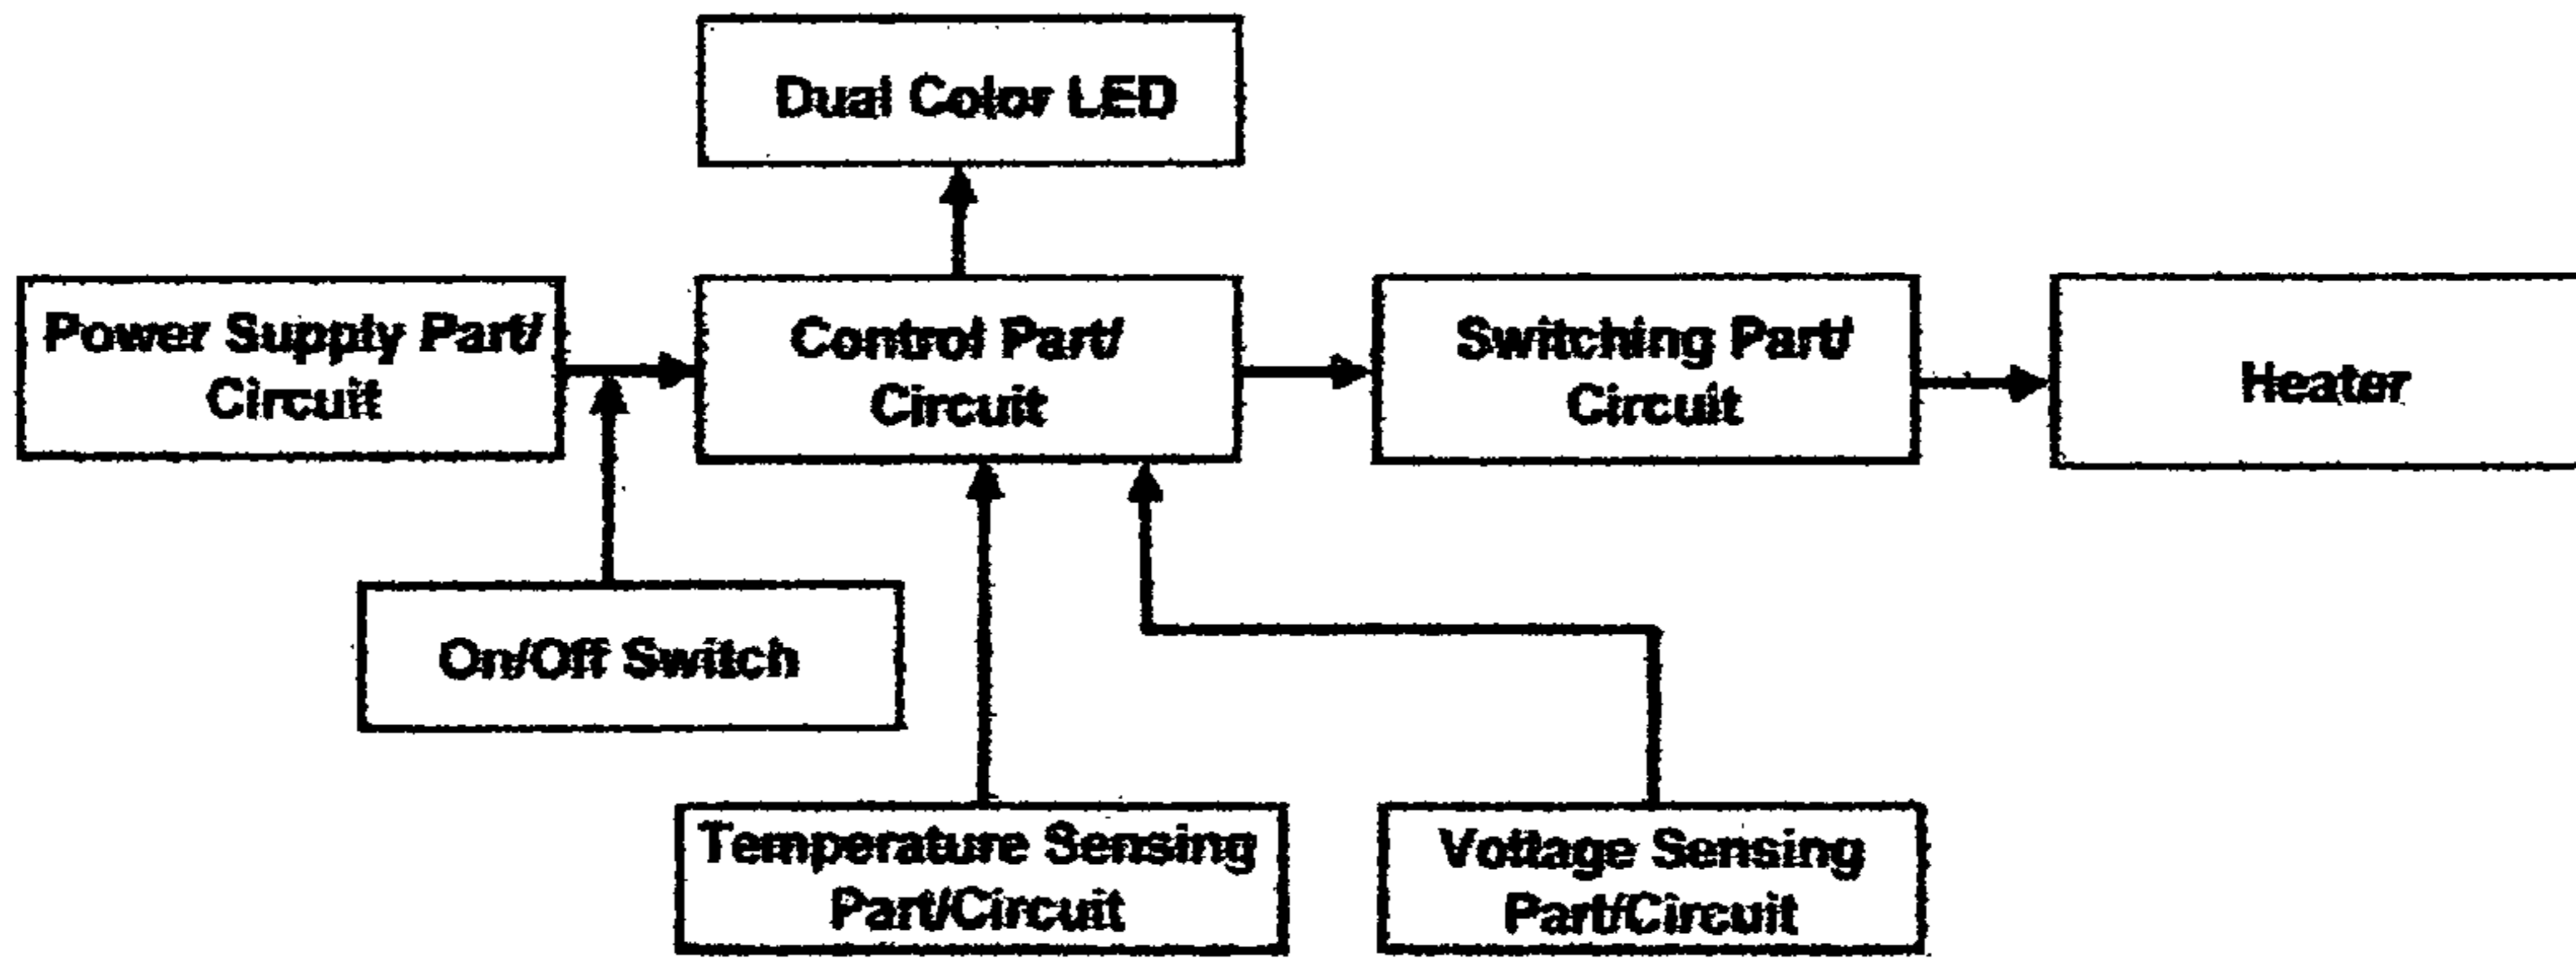 Dual Color LED
Power Supply Part/
Circuit
Control Part/
Circuit
Switching Part/
Circuit
Heater
On/Off Switch
Temperature Sensing
Part/Circuit
Voltage Sensing
Part/Circuit